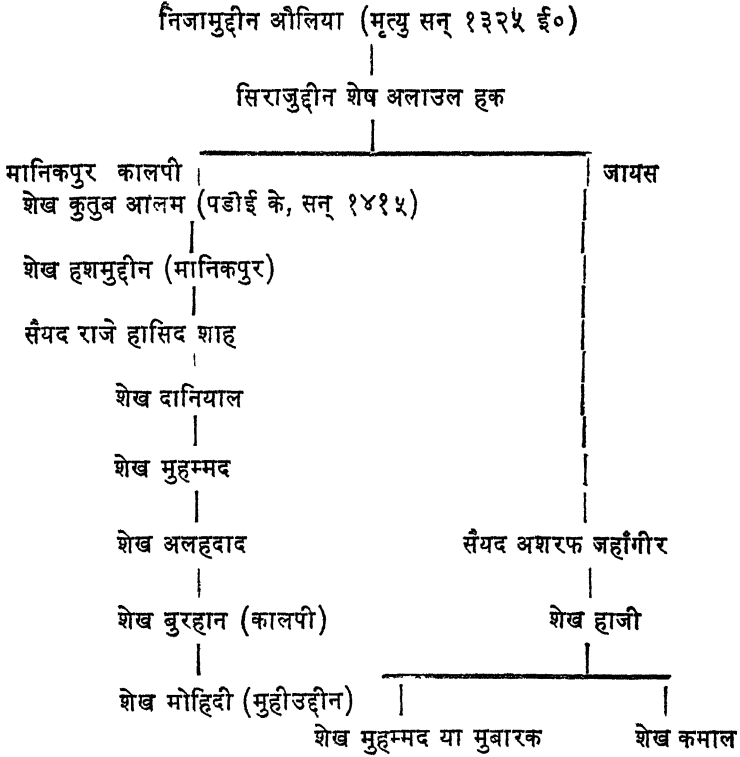 निजामुद्दीन औलिया (मृत्यु सन् १३२५ ई०)
सिराजुद्दीन शेष अलाउल हक
मानिकपुर कालपी जायस
शेख कुतुब आलम (पडोई के, सन् १४१५)
शेख हशमुद्दीन (मानिकपुर)
सैयद राजे हासिद शाह
शेख दानियाल
शेख मुहम्मद
शेख अलहदाद सैयद अशरफ जहाँगीर
शेख बुरहान (कालपी) शेख हाजी
शेख मोहिदी (मुहीउद्दीन)
शेख मुहम्मद या मुबारक शेख कमाल